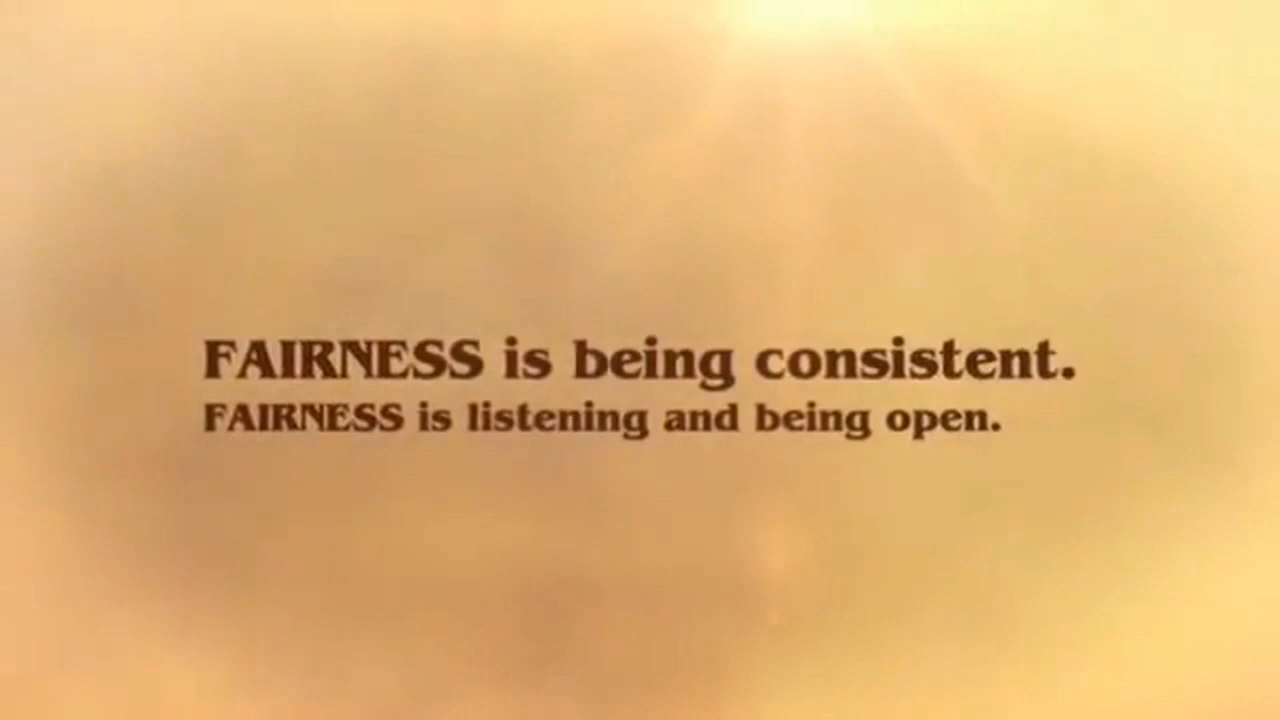 FAIRNESS is being consistent.
FAIRNESS is listening and being open.